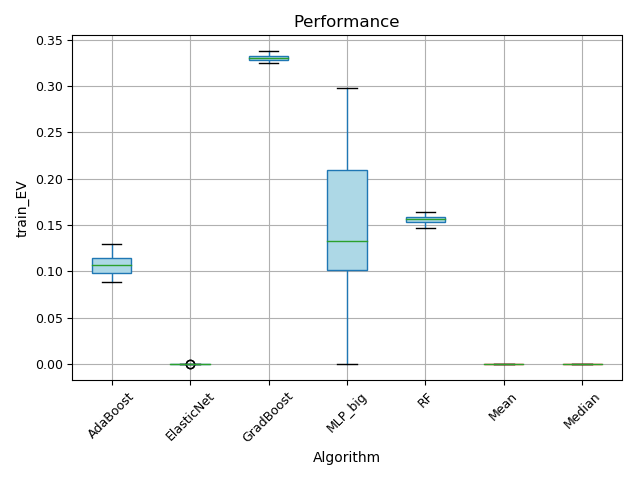 Performance
train_EV
0.35
0.30
0.25
0.20
0.15
0.10
0.05
0.00
AdaBoost
ElasticNet
GradBoost
MLP_big
RF
Mean
Median
Algorithm